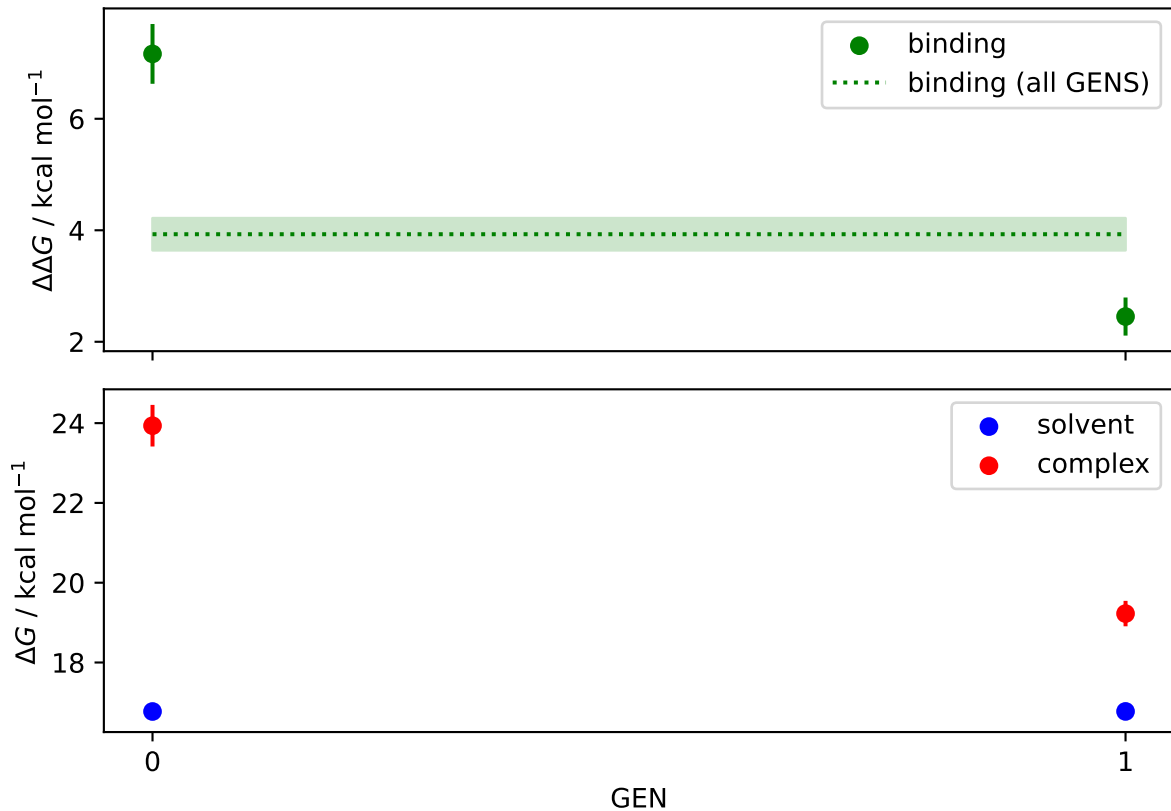 ΔΔG / kcal mol⁻¹
6
4
2
binding
binding (all GENS)
ΔG / kcal mol⁻¹
24
22
20
18
solvent
complex
0
1
GEN